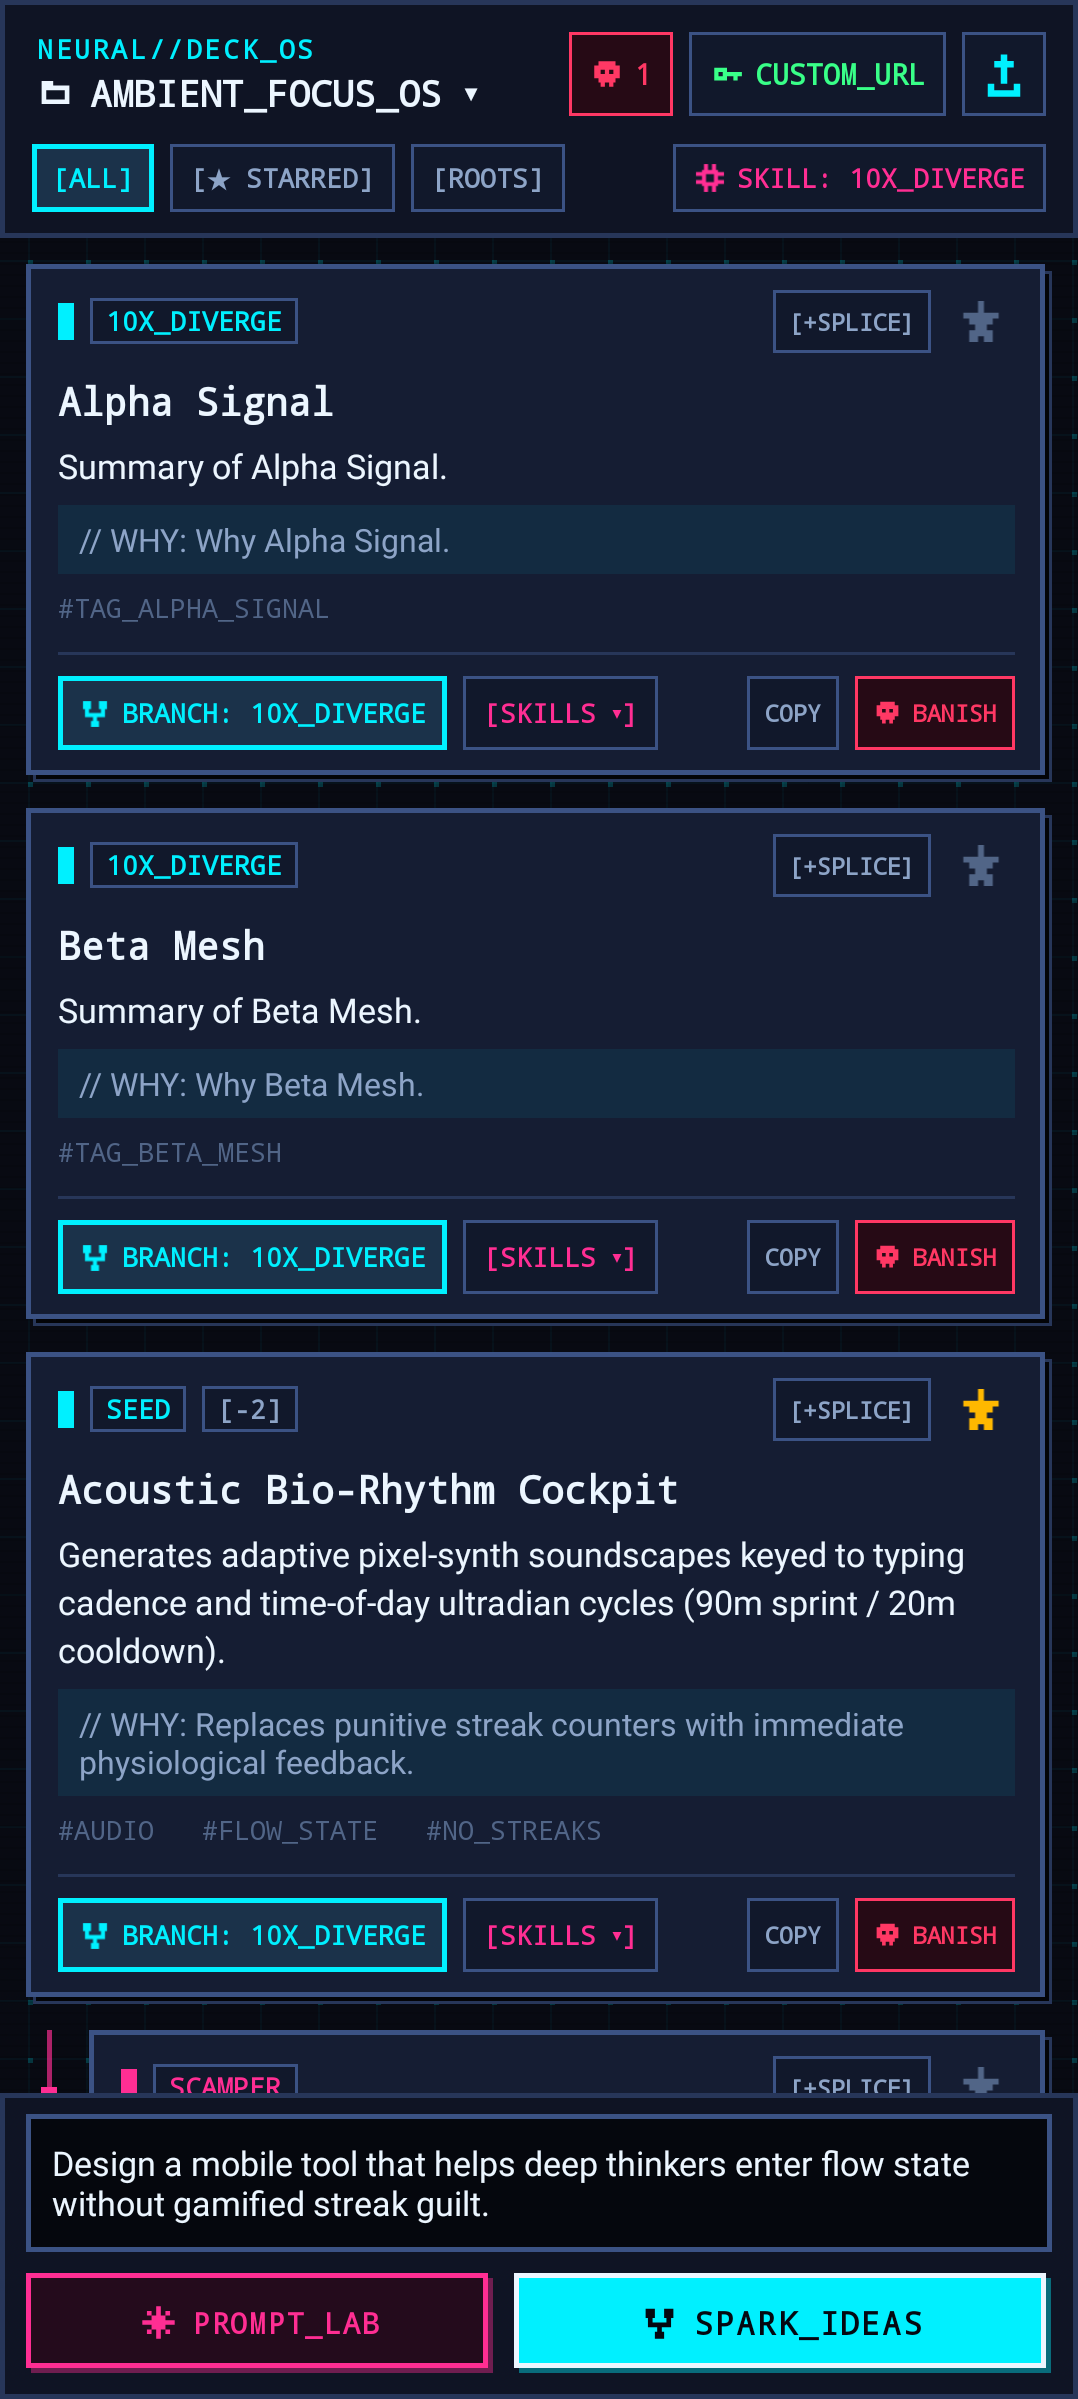 NEURAL//DECK_OS
AMBIENT_FOCUS_OS ▼
1
CUSTOM_URL
[ALL]
[★ STARRED]
[ROOTS]
SKILL: 10X_DIVERGE
10X_DIVERGE
[+SPLICE]
Alpha Signal
Summary of Alpha Signal.
// WHY: Why Alpha Signal.
#TAG_ALPHA_SIGNAL
BRANCH: 10X_DIVERGE
[SKILLS ▼]
COPY
BANISH
10X_DIVERGE
[+SPLICE]
Beta Mesh
Summary of Beta Mesh.
// WHY: Why Beta Mesh.
#TAG_BETA_MESH
BRANCH: 10X_DIVERGE
[SKILLS ▼]
COPY
BANISH
SEED
[-2]
[+SPLICE]
Acoustic Bio-Rhythm Cockpit
Generates adaptive pixel-synth soundscapes keyed to typing
cadence and time-of-day ultradian cycles (90m sprint / 20m
cooldown).
// WHY: Replaces punitive streak counters with immediate
physiological feedback.
#AUDIO #FLOW_STATE #NO_STREAKS
BRANCH: 10X_DIVERGE
[SKILLS ▼]
COPY
BANISH
SCAMPER
[+SPLICE]
Design a mobile tool that helps deep thinkers enter flow state
without gamified streak guilt.
PROMPT_LAB
SPARK_IDEAS